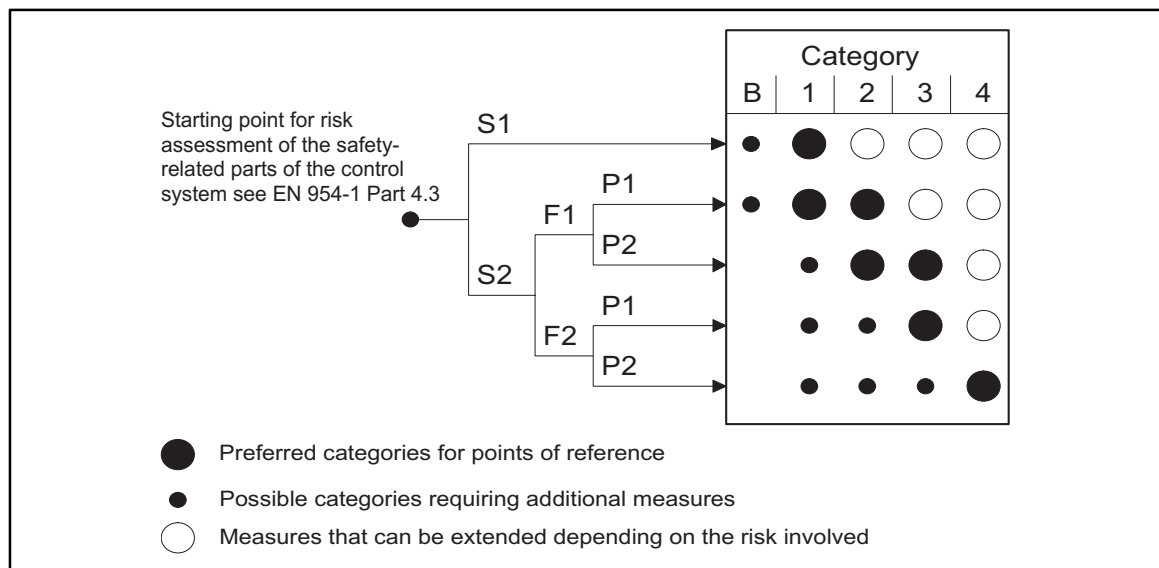 Category
B 1 2 3 4
Starting point for risk
assessment of the safety-
related parts of the control
system see EN 954-1 Part 4.3
S1
P1
F1
P2
S2
P1
F2
P2
Preferred categories for points of reference
Possible categories requiring additional measures
Measures that can be extended depending on the risk involved